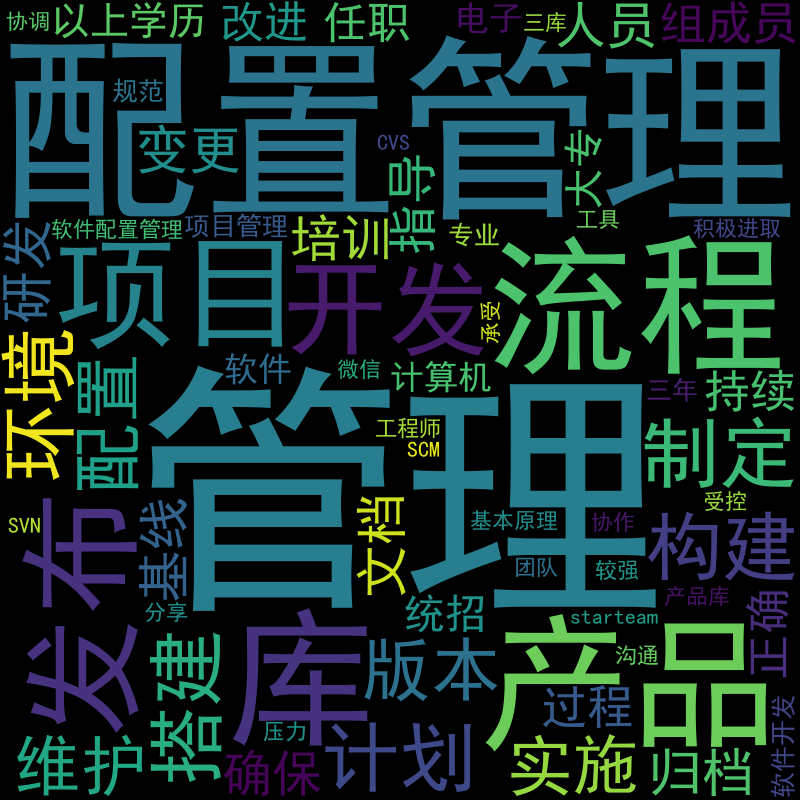 协调
以上学历
改进
任职
电子
三库
人员
组成员
配置管理
规范
变更
CVS
指导
大专
工具
软件配置管理
项目管理
培训
专业
积极进取
研发
项目
开发
流程
承受
环境
配置
软件
微信
计算机
三年
持续
管理
工程师
SCM
制定
SVN
布
发
基线
文档
基本原理
协作
受控
构建
团队
较强
产品库
分享
统招
starteam
正确
搭建
库
版本
产品
沟通
过程
维护
确保
压力
计划
实施
归档
软件开发